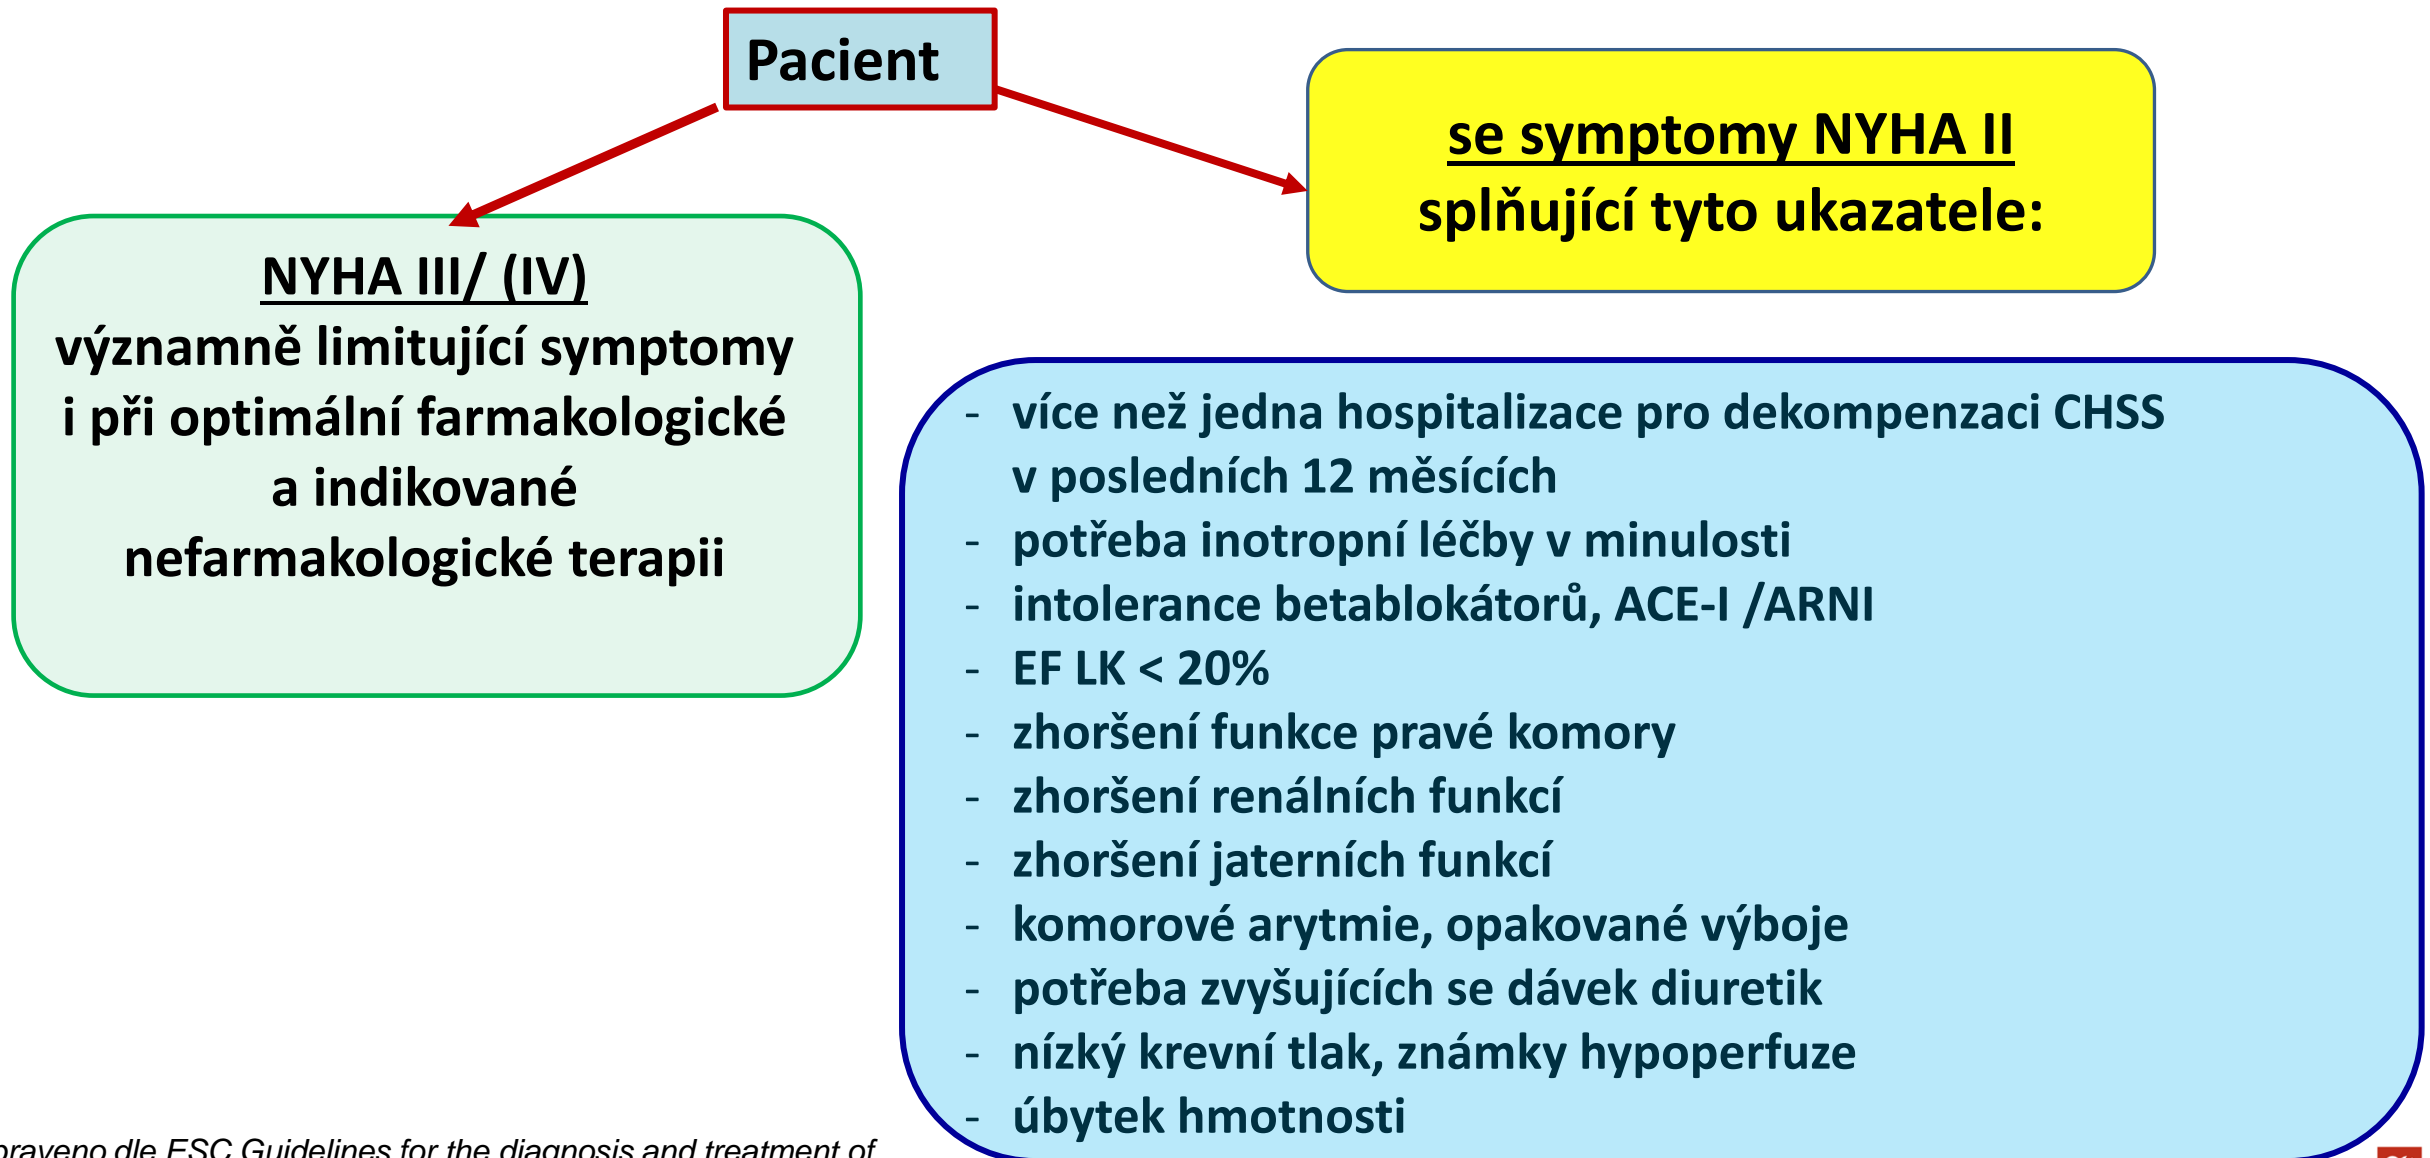 Pacient
se symptomy NYHA II
splňující tyto ukazatele:
NYHA III/ (IV)
významně limitující symptomy
i při optimální farmakologické
a indikované
nefarmakologické terapii
- více než jedna hospitalizace pro dekompenzaci CHSS
v posledních 12 měsících
- potřeba inotropní léčby v minulosti
- intolerance betablokátorů, ACE-I /ARNI
- EF LK < 20%
- zhoršení funkce pravé komory
- zhoršení renálních funkcí
- zhoršení jaterních funkcí
- komorové arytmie, opakované výboje
- potřeba zvyšujících se dávek diuretik
- nízký krevní tlak, známky hypoperfuze
- úbytek hmotnosti
dle ESC Guidelines for the diagnosis and treatment of